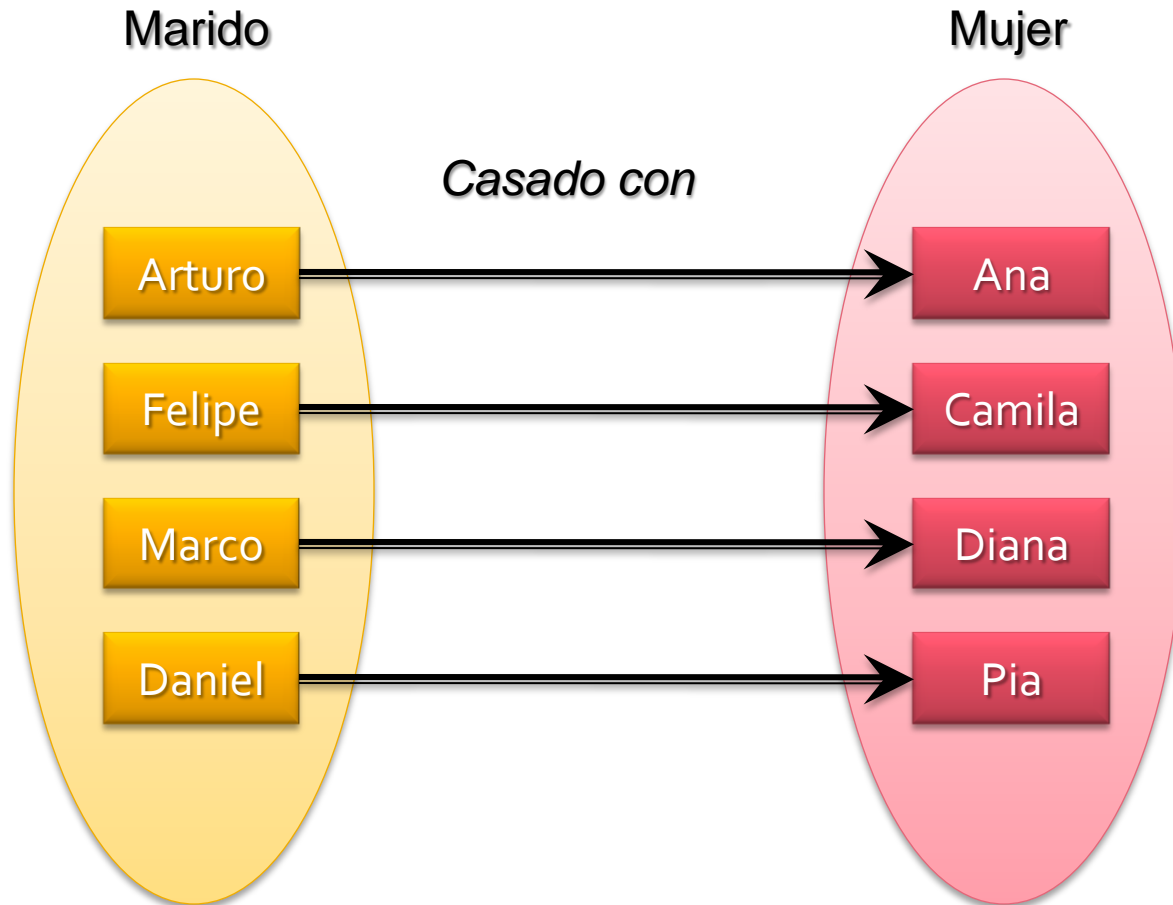 Marido
Mujer
Casado con
Arturo
Ana
Felipe
Camila
Marco
Diana
Daniel
Pia